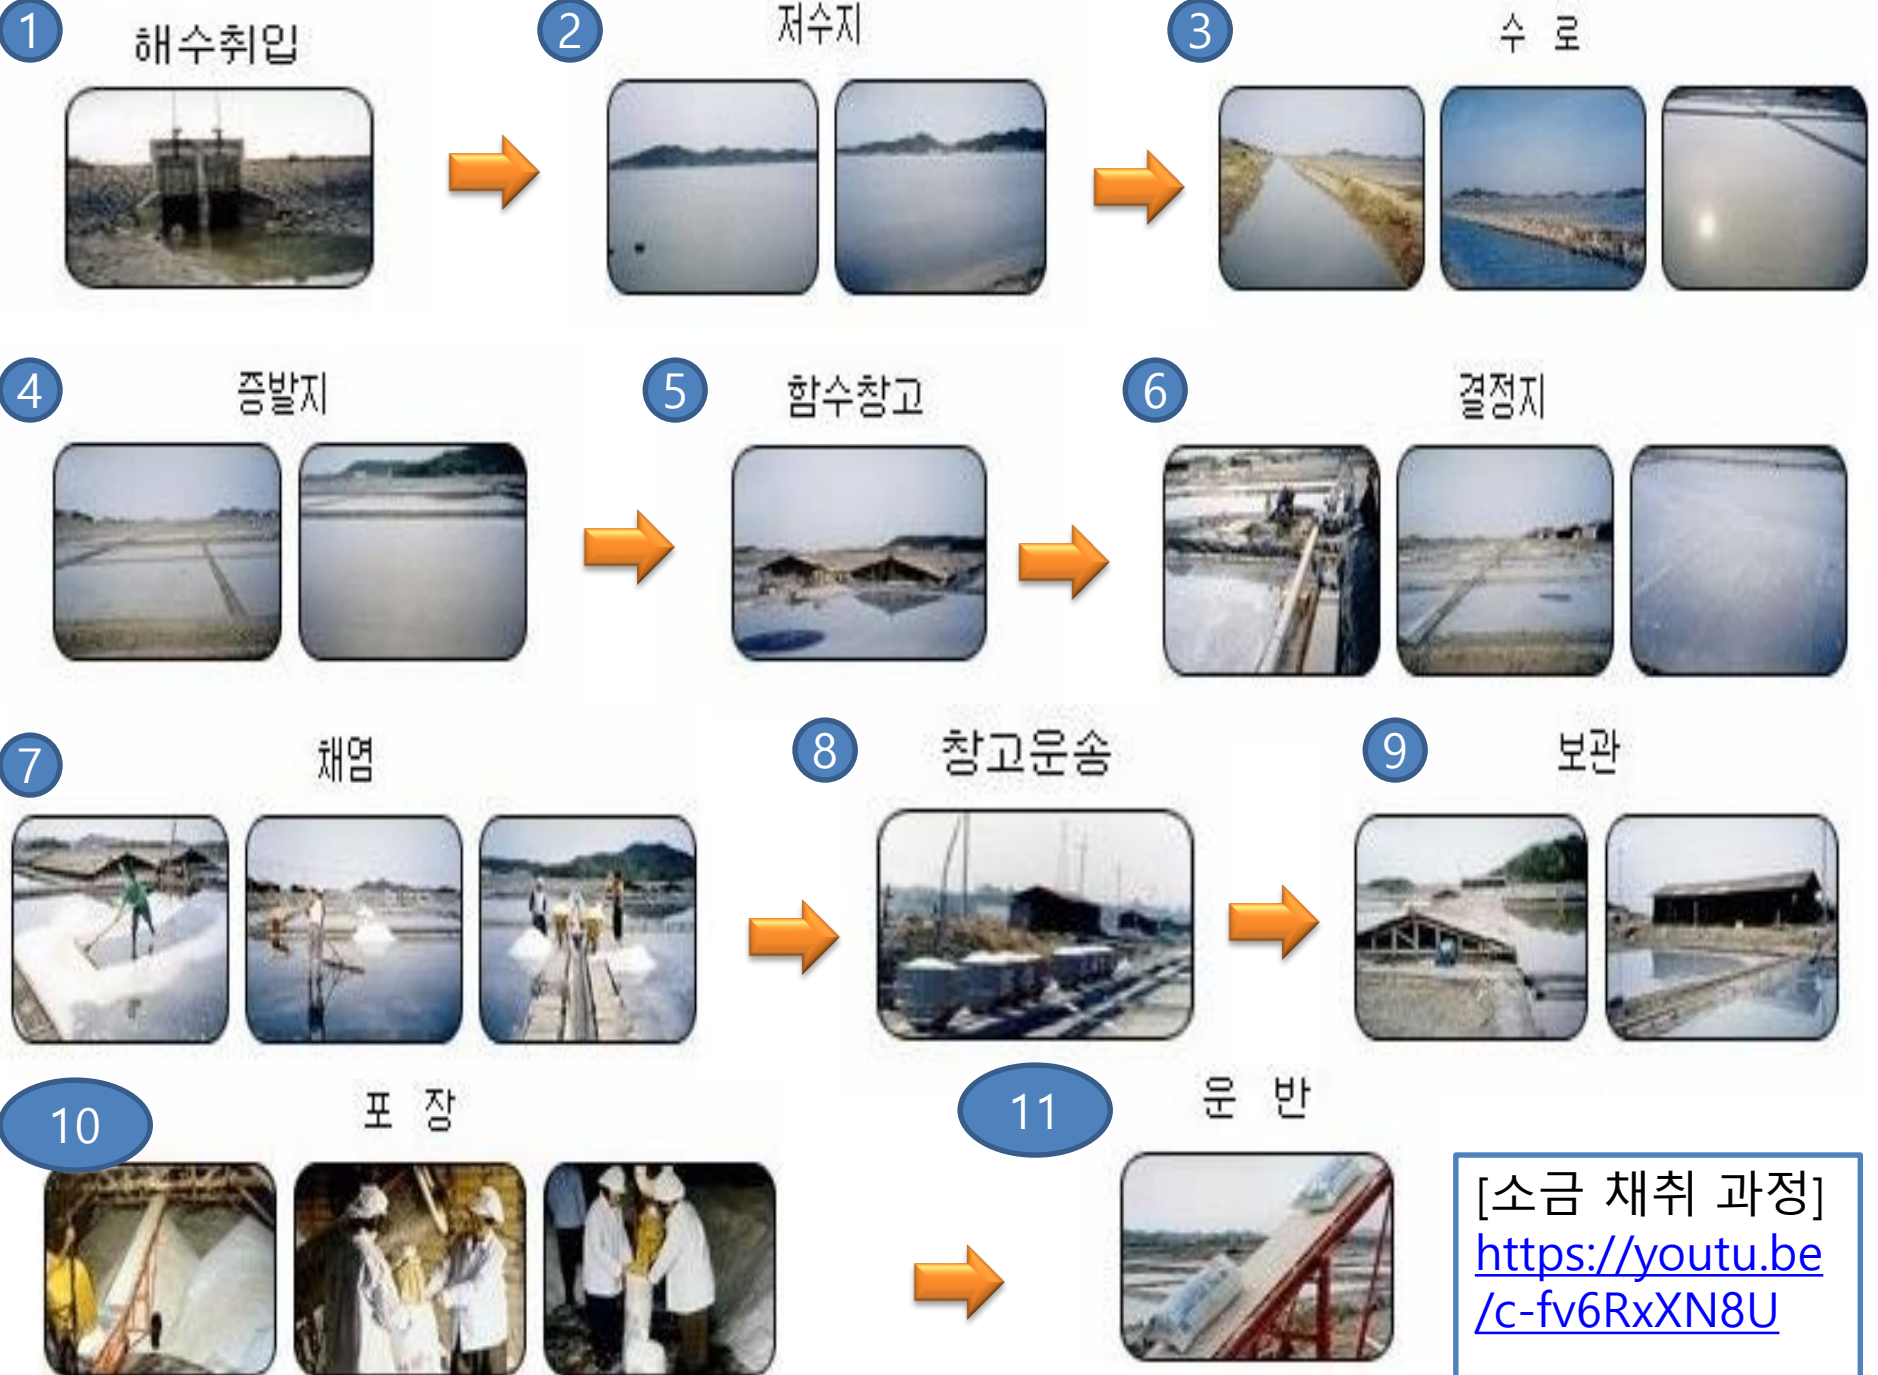 1
해수취입
2
저수지
3
수 로
4
증발지
5
함수창고
6
결정지
7
채염
8
창고운송
9
보관
10
포 장
11
운 반
[소금 채취 과정]
https://youtu.be
/c-fv6RxXN8U